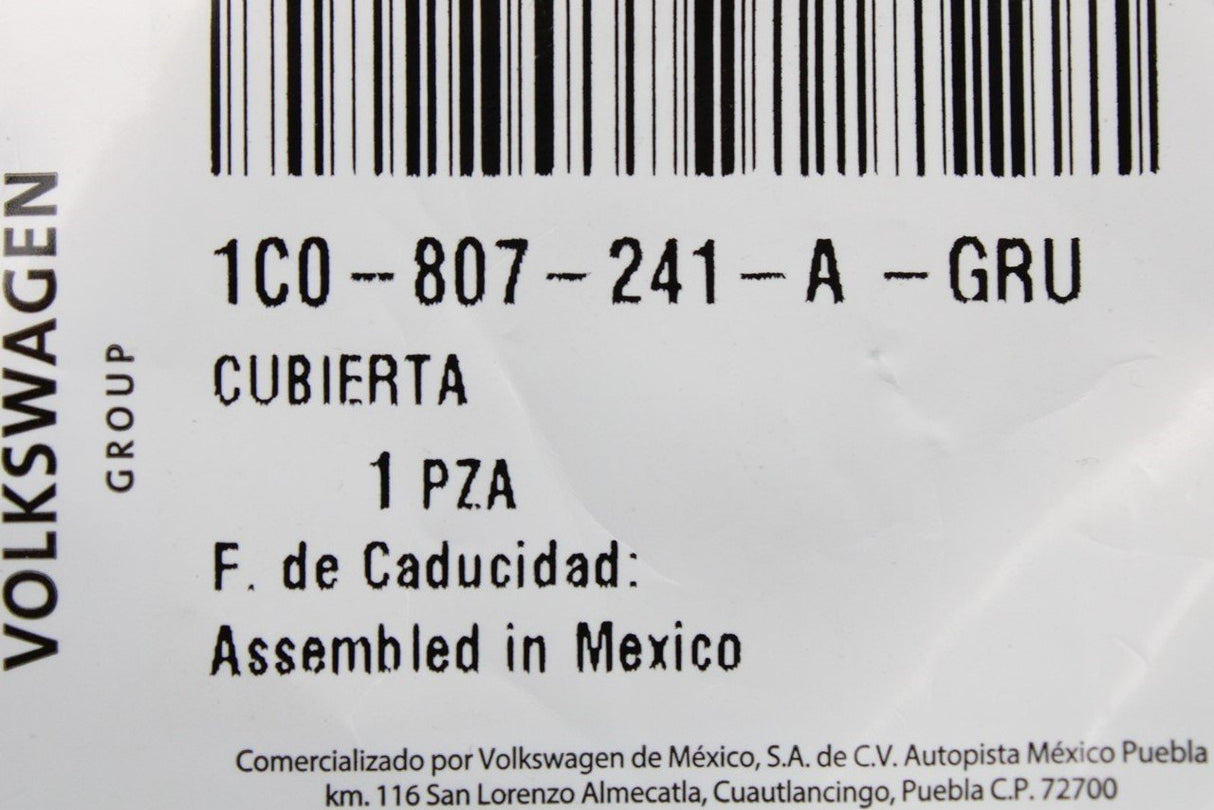 1C0-807-241-A -GRU
CUBIERTA
1 PZA
F. de Caducidad:
Assembled in Mexico
Comercializado por Volkswagen de México, S.A. de C.V. Autopista México Puebla
km. 116 San Lorenzo Almecatla, Cuautlancingo, Puebla C.P. 72700
VOLKSWAGEN
GROUP